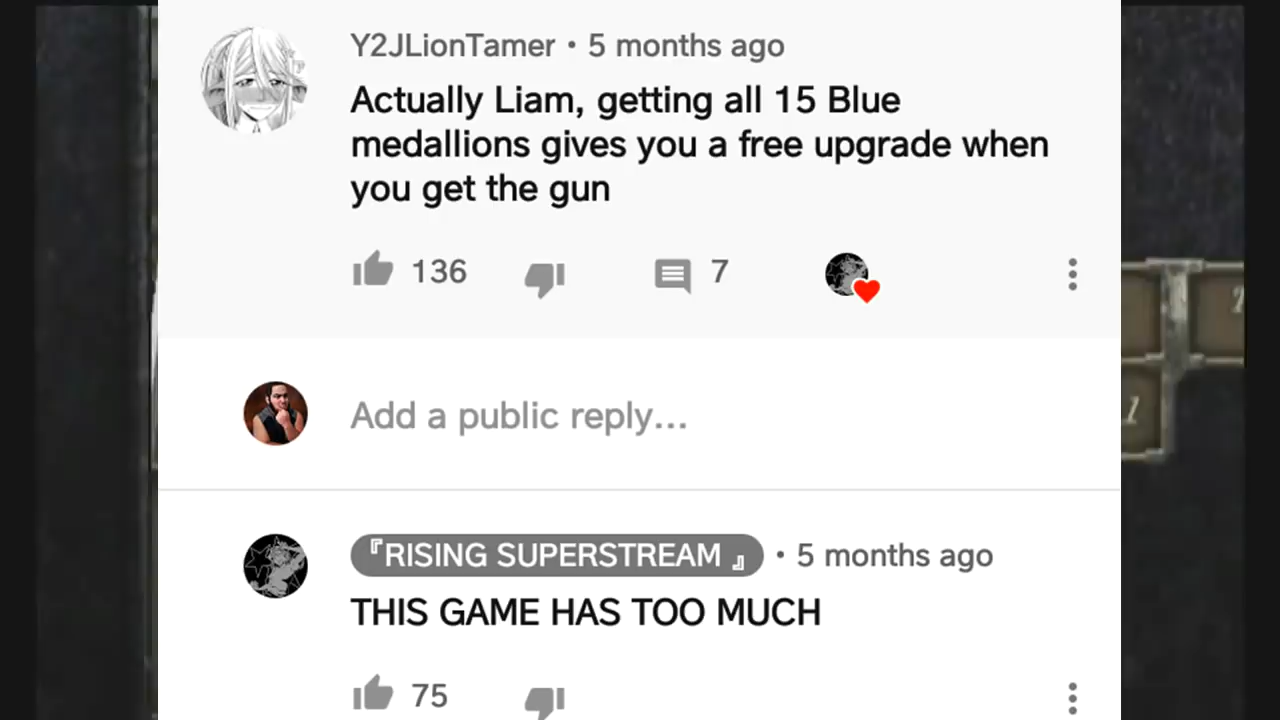 Y2JLionTamer • 5 months ago
Actually Liam, getting all 15 Blue
medallions gives you a free upgrade when
you get the gun
136 7
Add a public reply...
『RISING SUPERSTREAM 』 • 5 months ago
THIS GAME HAS TOO MUCH
75